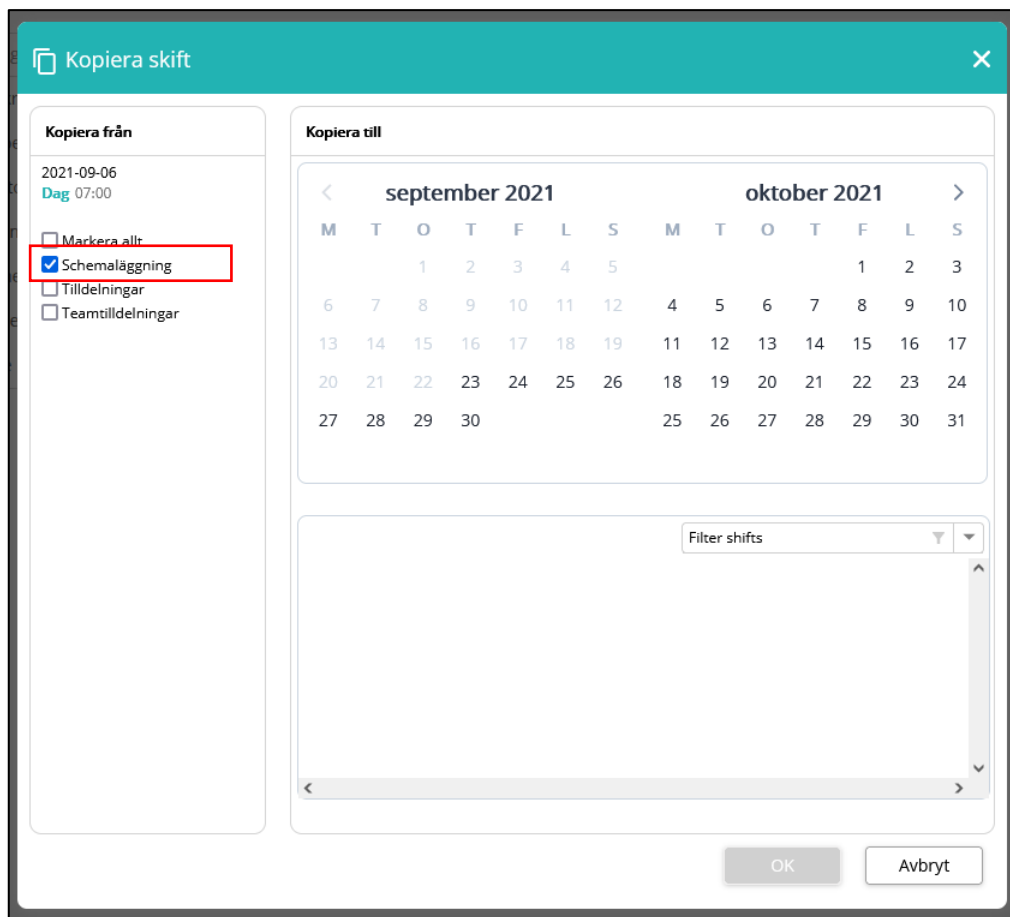 Kopiera skift
Kopiera från
2021-09-06
Dag 07:00
Markera allt
Schemaläggning
Tilldelningar
Teamtilldelningar
Kopiera till
september 2021
M T O T F L S
1 2 3 4 5
6 7 8 9 10 11 12
13 14 15 16 17 18 19
20 21 22 23 24 25 26
27 28 29 30
oktober 2021
M T O T F L S
1 2 3
4 5 6 7 8 9 10
11 12 13 14 15 16 17
18 19 20 21 22 23 24
25 26 27 28 29 30 31
Filter shifts
OK
Avbryt